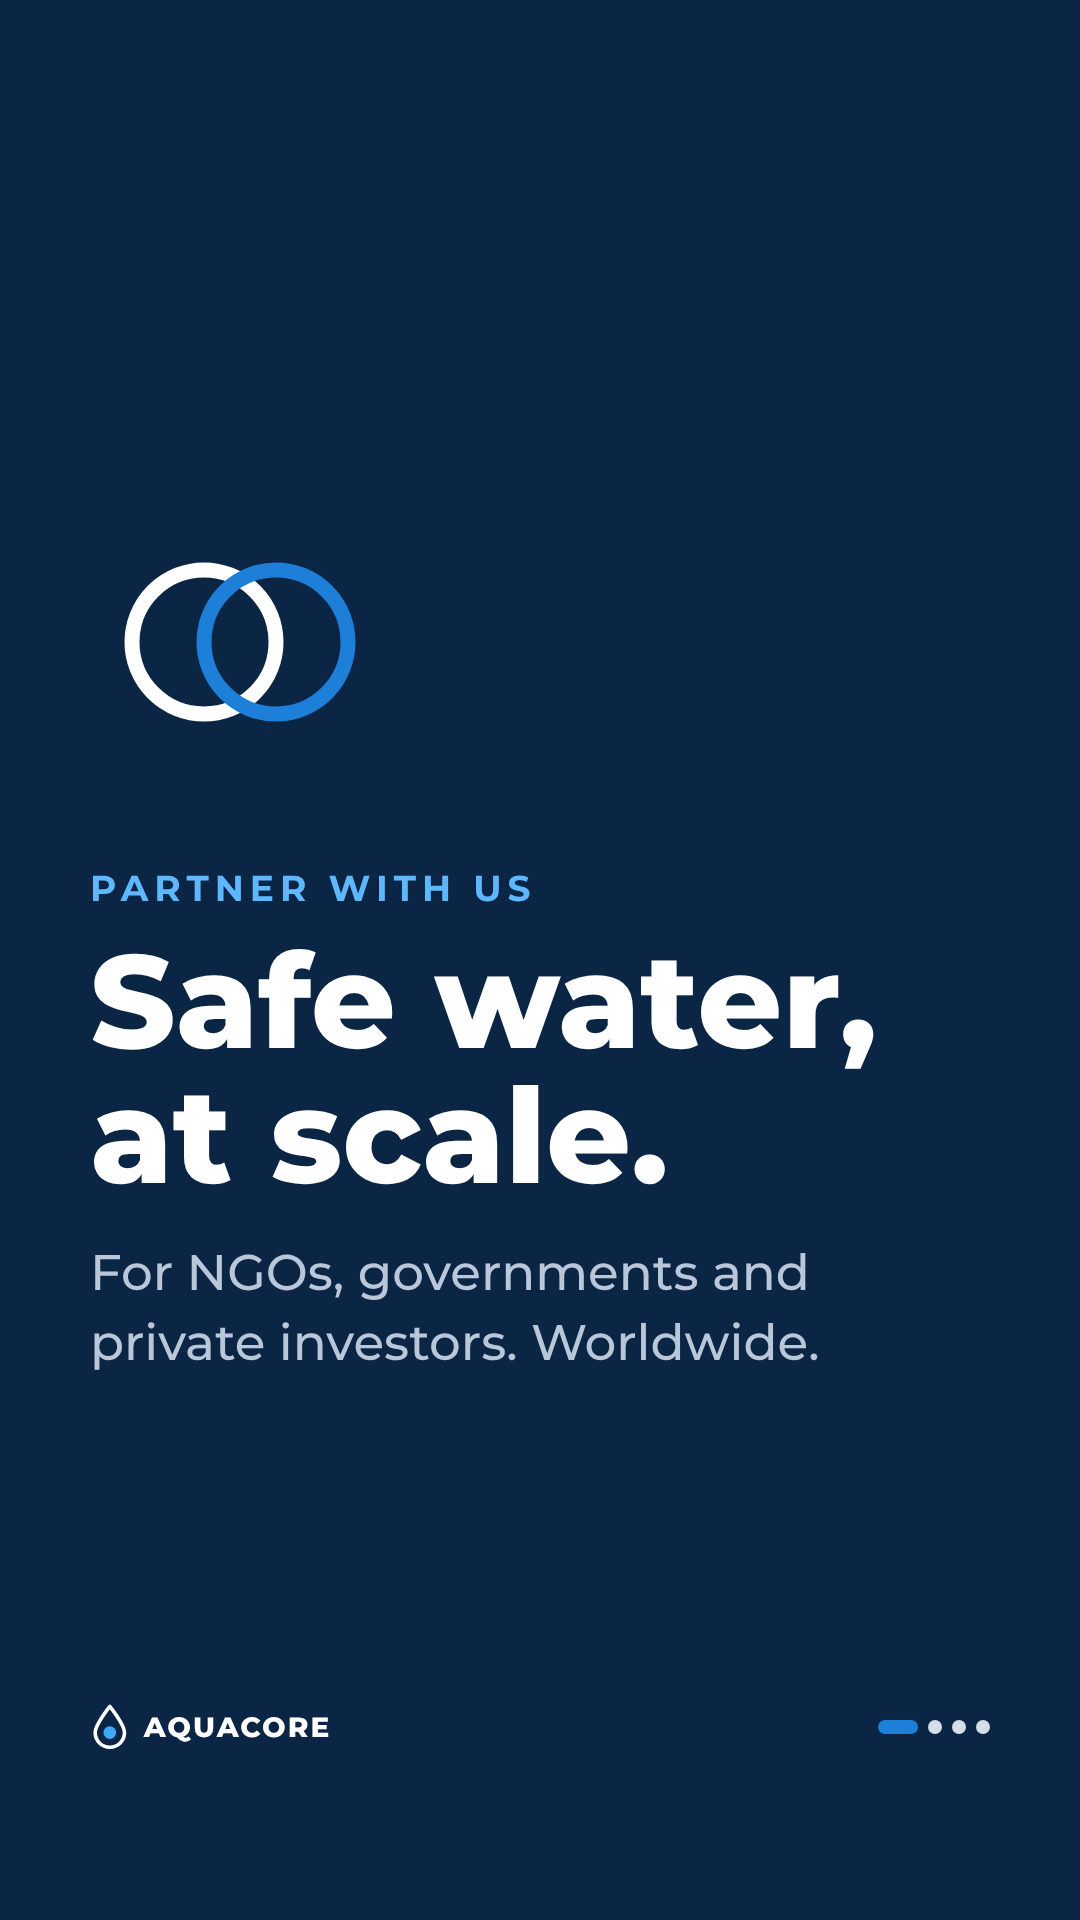 PARTNER WITH US
Safe water,
at scale.
For NGOs, governments and
private investors. Worldwide.
AQUACORE